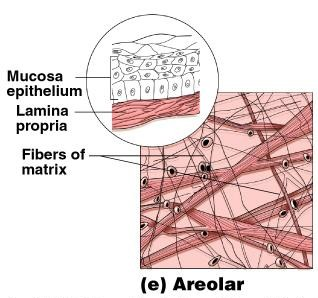 Mucosa
epithelium
Lamina
propria
Fibers of
matrix
(e) Areolar